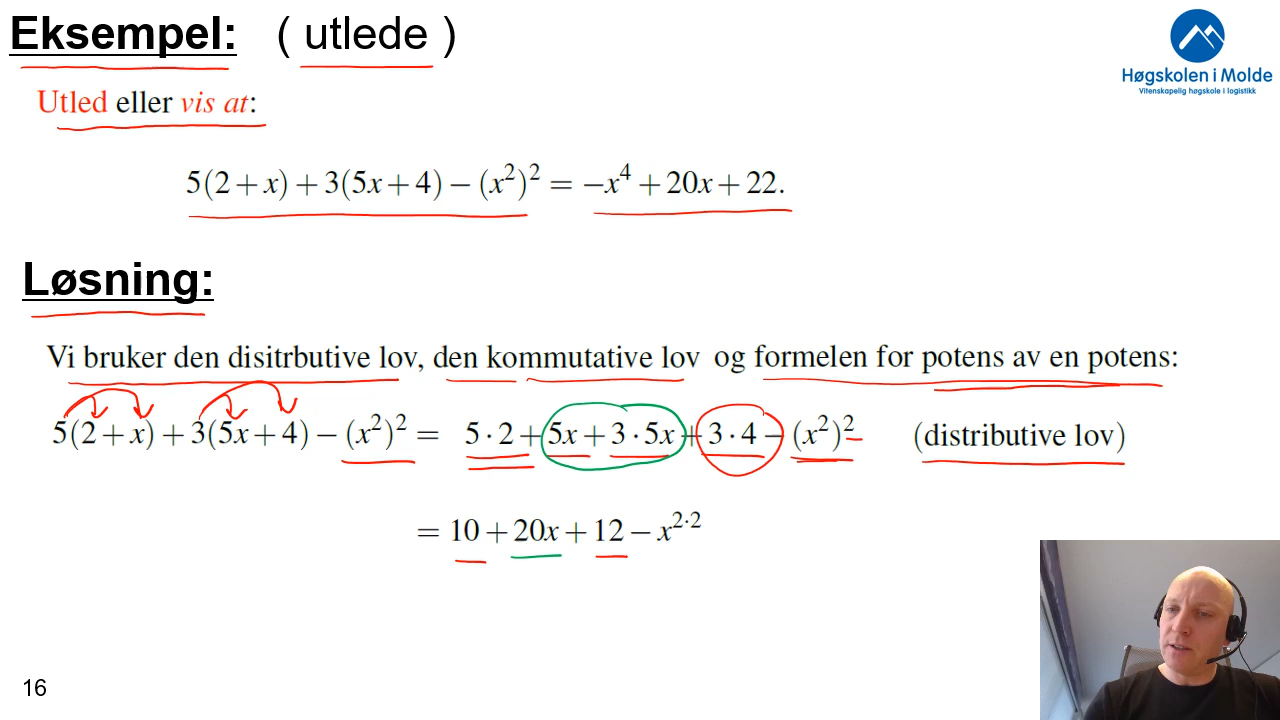 Eksempel: ( utlede )
Høgskolen i Molde
Vitenskapelig høgskole i logistikk
Utled eller vis at:
5(2+x)+3(5x+4)−(x²)² = −x⁴+20x+22.
Løsning:
Vi bruker den disitrbutive lov, den kommutative lov og formelen for potens av en potens:
5(2+x)+3(5x+4)−(x²)² = 5·2+5x+3·5x+3·4−(x²)² (distributive lov)
= 10+20x+12−x²·²
16